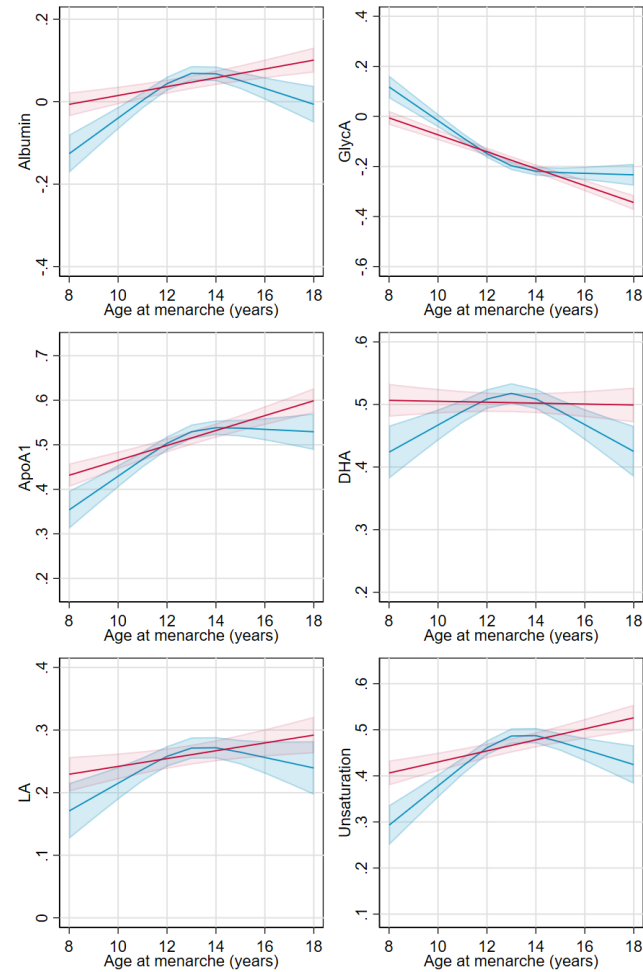 Albumin
.2
0
-.2
-.4
8 10 12 14 16 18
Age at menarche (years)
GlycA
.4
.2
0
-.2
-.4
-.6
8 10 12 14 16 18
Age at menarche (years)
ApoA1
.7
.6
.5
.4
.3
.2
8 10 12 14 16 18
Age at menarche (years)
DHA
.6
.5
.4
.3
.2
8 10 12 14 16 18
Age at menarche (years)
LA
.4
.3
.2
.1
0
8 10 12 14 16 18
Age at menarche (years)
Unsaturation
.6
.5
.4
.3
.2
.1
8 10 12 14 16 18
Age at menarche (years)